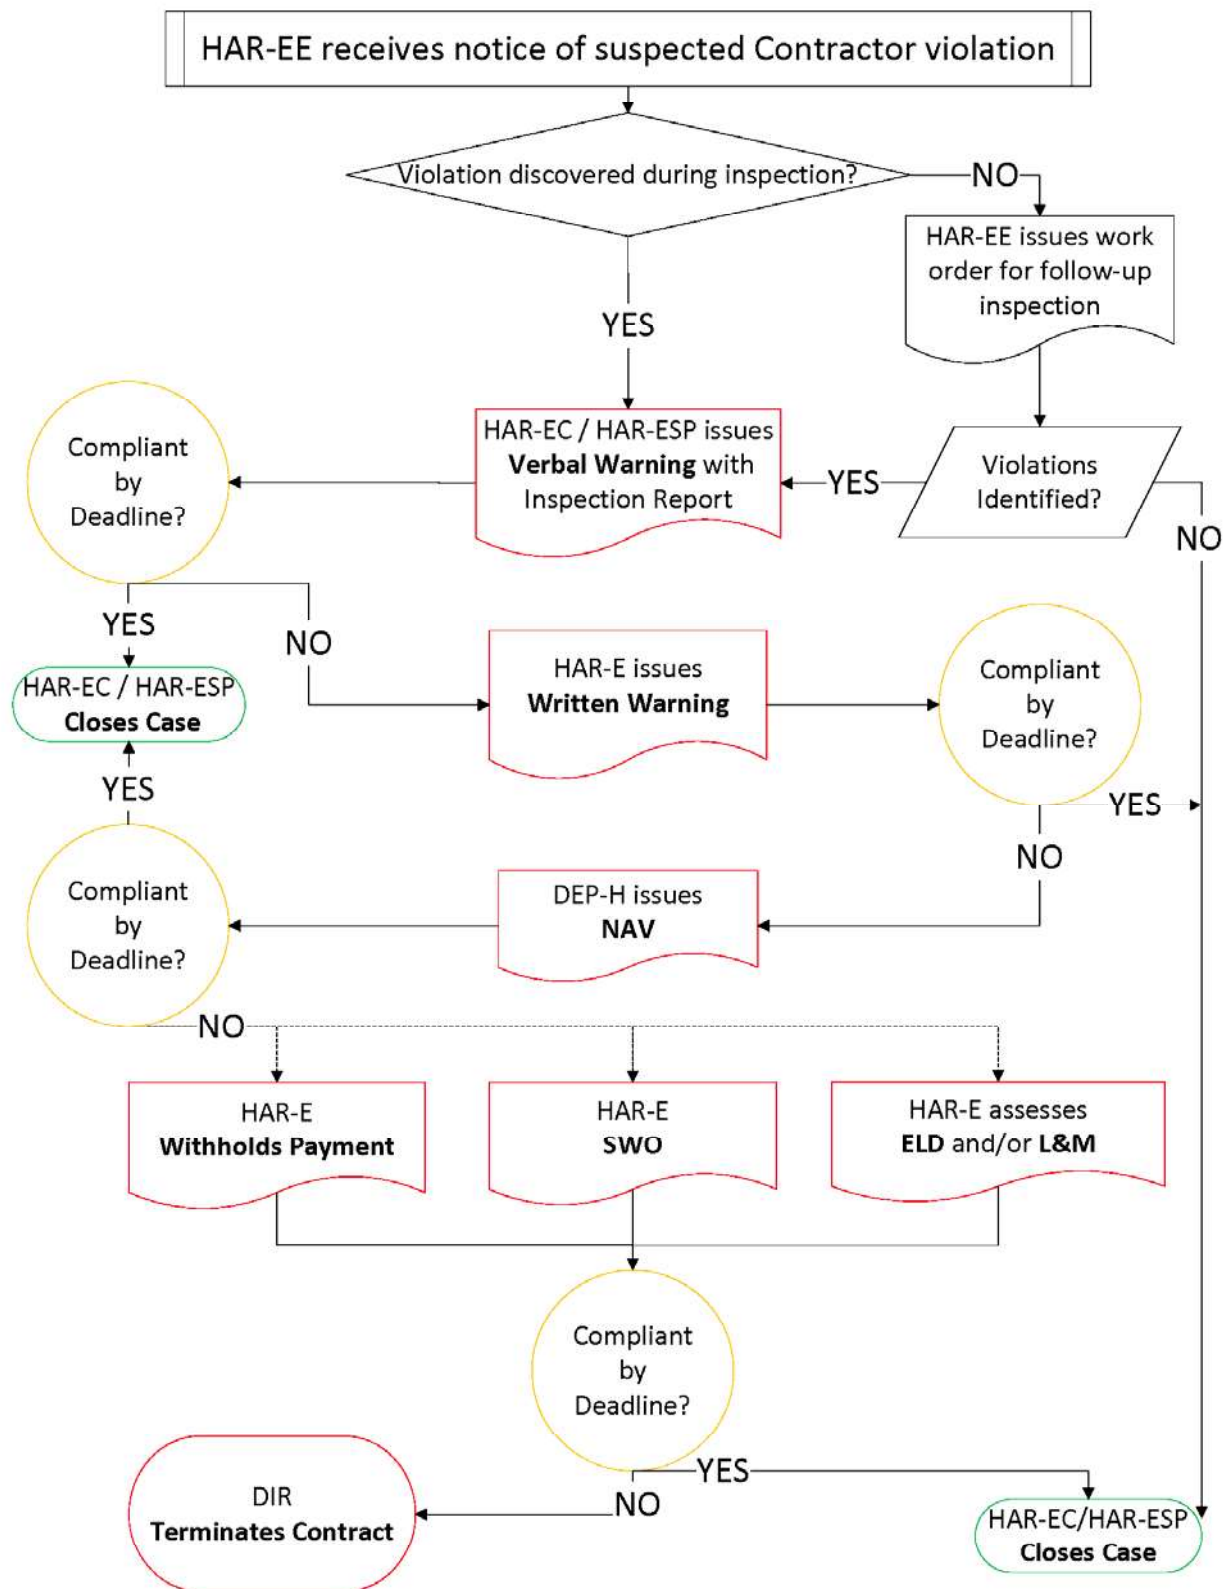 HAR-EE receives notice of suspected Contractor violation
Violation discovered during inspection?
NO
HAR-EE issues work
order for follow-up
inspection
YES
Compliant
by
Deadline?
HAR-EC / HAR-ESP issues
Verbal Warning with
Inspection Report
YES
Violations
Identified?
NO
YES
NO
HAR-EC / HAR-ESP
Closes Case
HAR-E issues
Written Warning
Compliant
by
Deadline?
YES
YES
NO
Compliant
by
Deadline?
DEP-H issues
NAV
NO
HAR-E
Withholds Payment
HAR-E
SWO
HAR-E assesses
ELD and/or L&M
Compliant
by
Deadline?
YES
NO
DIR
Terminates Contract
HAR-EC/HAR-ESP
Closes Case